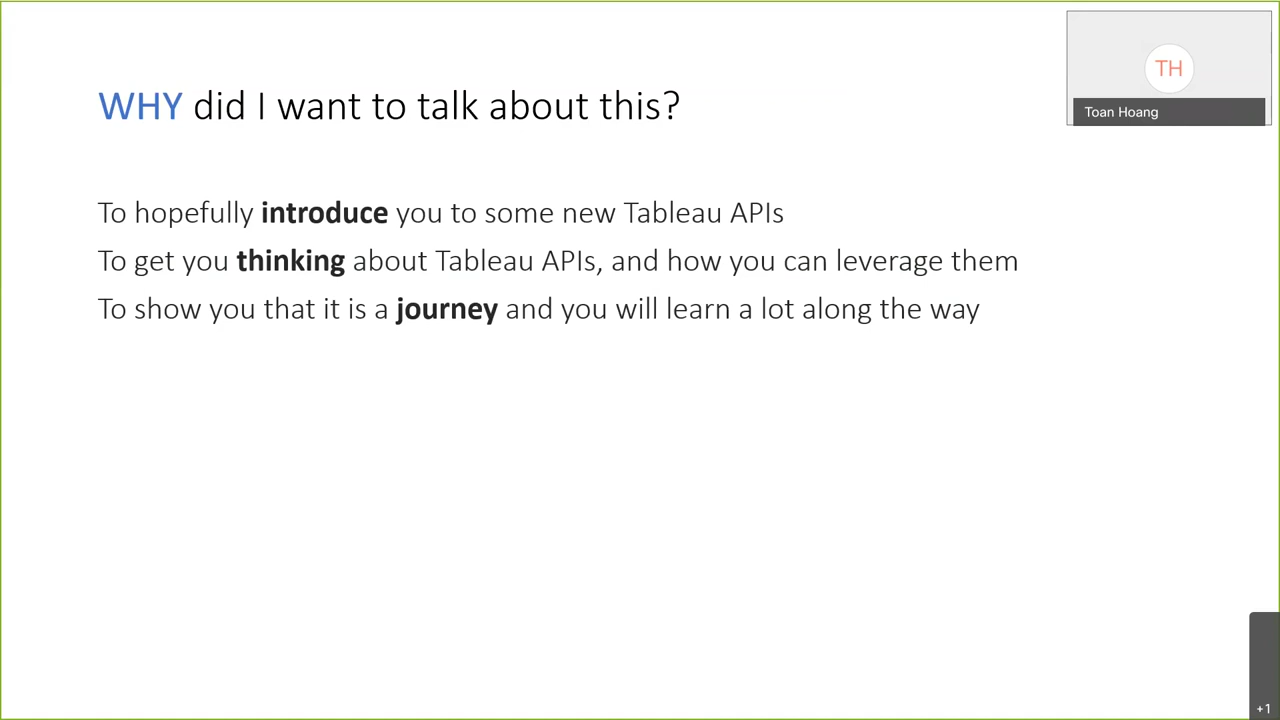 WHY did I want to talk about this?
TH
Toan Hoang
To hopefully introduce you to some new Tableau APIs
To get you thinking about Tableau APIs, and how you can leverage them
To show you that it is a journey and you will learn a lot along the way
+1